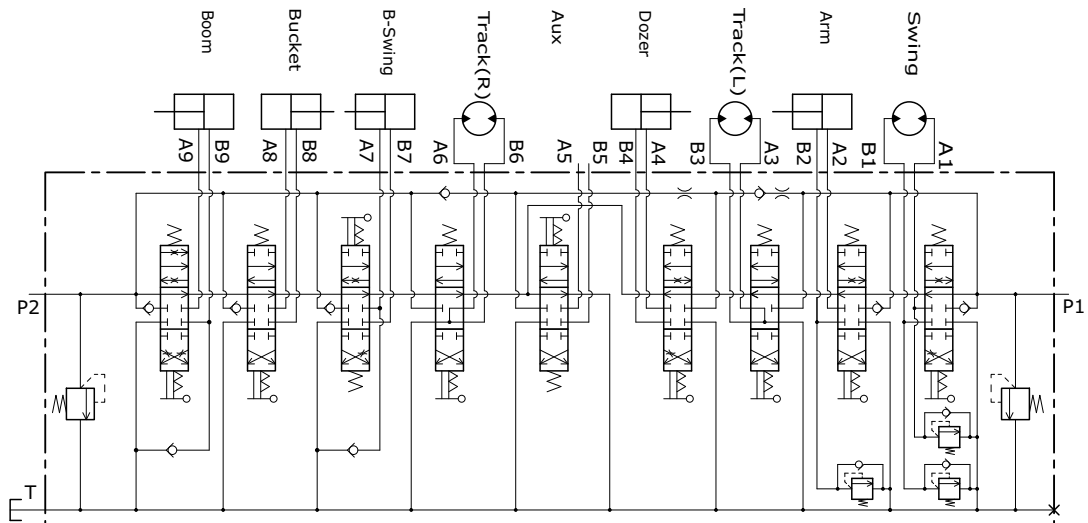 Boom
Bucket
B-Swing
Track(R)
Aux
Dozer
Track(L)
Arm
Swing
A9
B9
A8
B8
A7
B7
A6
B6
A5
B5
B4
A4
B3
A3
B2
A2
B1
A1
P2
P1
T